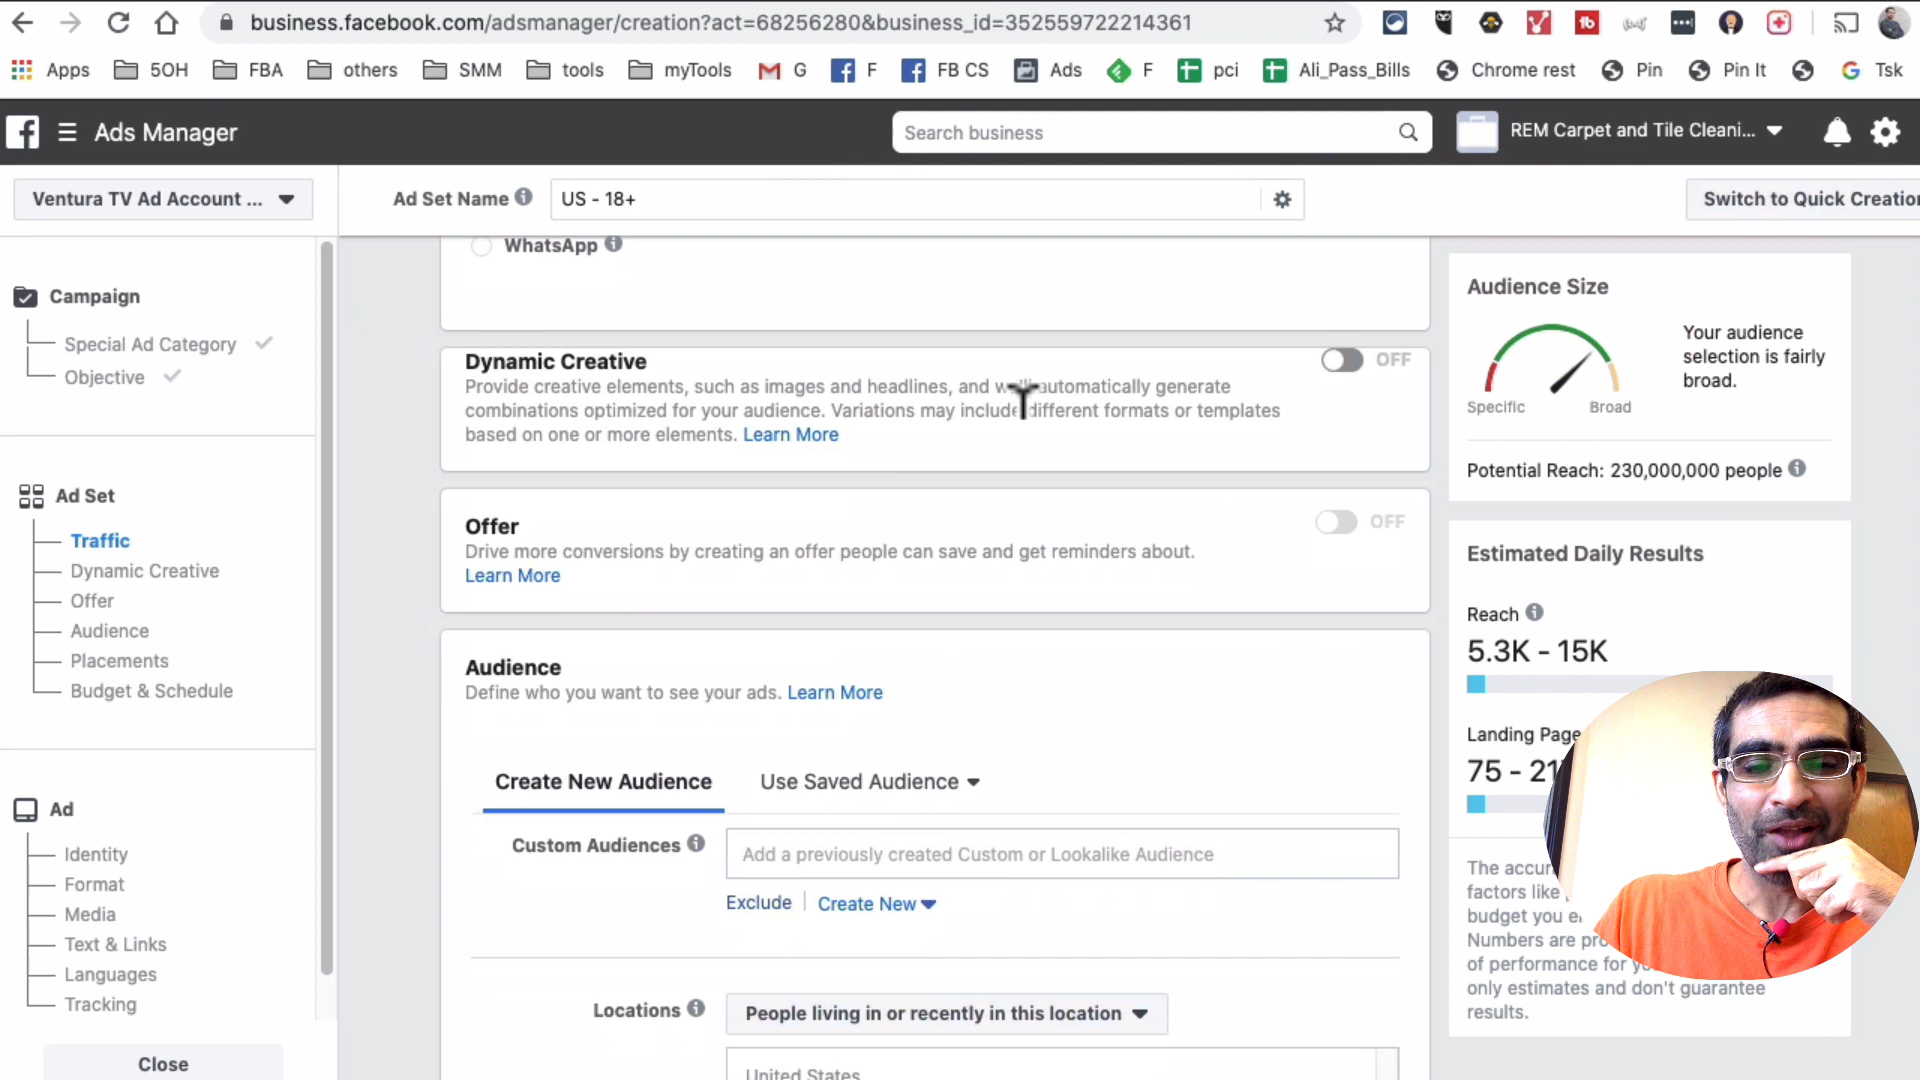 business.facebook.com/adsmanager/creation?act=68256280&business_id=352559722214361
Apps 5OH FBA others SMM tools myTools G F FB CS Ads F pci Ali_Pass_Bills Chrome rest Pin Pin It Tsk
Ads Manager
Search business
REM Carpet and Tile Cleani...
Ventura TV Ad Account ...
Ad Set Name
US - 18+
Switch to Quick Creation
Campaign
Special Ad Category
Objective
Ad Set
Traffic
Dynamic Creative
Offer
Audience
Placements
Budget & Schedule
Ad
Identity
Format
Media
Text & Links
Languages
Tracking
Close
WhatsApp
Dynamic Creative
OFF
Provide creative elements, such as images and headlines, and automatically generate
combinations optimized for your audience. Variations may include different formats or templates
based on one or more elements. Learn More
Offer
OFF
Drive more conversions by creating an offer people can save and get reminders about.
Learn More
Audience
Define who you want to see your ads. Learn More
Create New Audience
Use Saved Audience
Custom Audiences
Add a previously created Custom or Lookalike Audience
Exclude
Create New
Locations
People living in or recently in this location
United States
Audience Size
Your audience
selection is fairly
broad.
Specific
Broad
Potential Reach: 230,000,000 people
Estimated Daily Results
Reach
5.3K - 15K
Landing Page
75 -
The
factors like
budget you
Numbers are
of performance for
only estimates and don't guarantee
results.